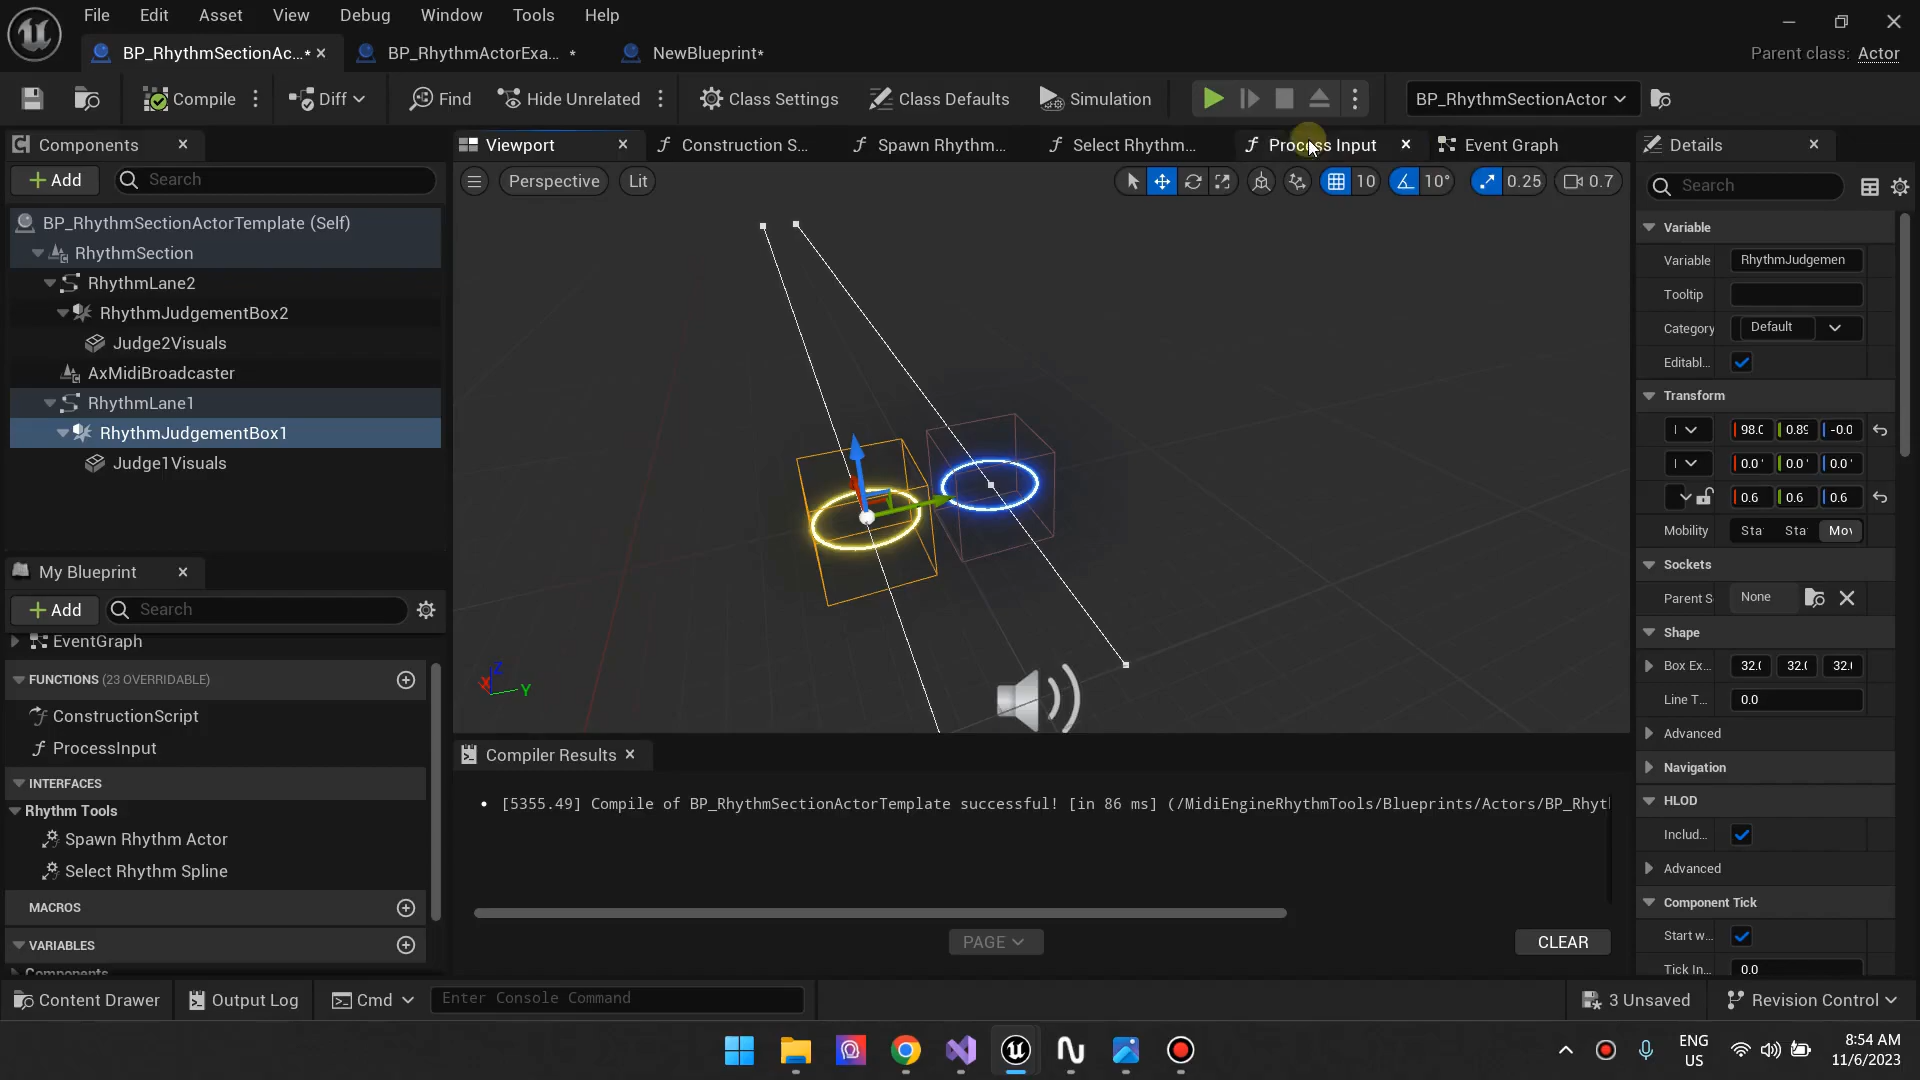 File Edit Asset View Debug Window Tools Help
BP_RhythmSectionAc...* BP_RhythmActorExa... * NewBlueprint* Parent class: Actor
Compile Diff Find Hide Unrelated Class Settings Class Defaults Simulation BP_RhythmSectionActor
Components
Add Search
BP_RhythmSectionActorTemplate (Self)
RhythmSection
RhythmLane2
RhythmJudgementBox2
Judge2Visuals
AxMidiBroadcaster
RhythmLane1
RhythmJudgementBox1
Judge1Visuals
My Blueprint
Add Search
EventGraph
FUNCTIONS (23 OVERRIDABLE)
ConstructionScript
ProcessInput
INTERFACES
Rhythm Tools
Spawn Rhythm Actor
Select Rhythm Spline
MACROS
VARIABLES
Components
Viewport Construction S... Spawn Rhythm... Select Rhythm... Process Input Event Graph
Perspective Lit 10 10° 0.25 0.7
X Z Y
Compiler Results
• [5355.49] Compile of BP_RhythmSectionActorTemplate successful! [in 86 ms] (/MidiEngineRhythmTools/Blueprints/Actors/BP_Rhyt
PAGE CLEAR
Details
Search
Variable
Variable RhythmJudgemen
Tooltip
Category Default
Editabl...
Transform
98.0 0.89 -0.0
0.0 0.0 0.0
0.6 0.6 0.6
Mobility Sta Sta Mov
Sockets
Parent S None
Shape
Box Ex... 32.0 32.0 32.0
Line T... 0.0
Advanced
Navigation
HLOD
Includ...
Advanced
Component Tick
Start w...
Tick In... 0.0
Content Drawer Output Log Cmd Enter Console Command 3 Unsaved Revision Control
ENG
US
8:54 AM
11/6/2023